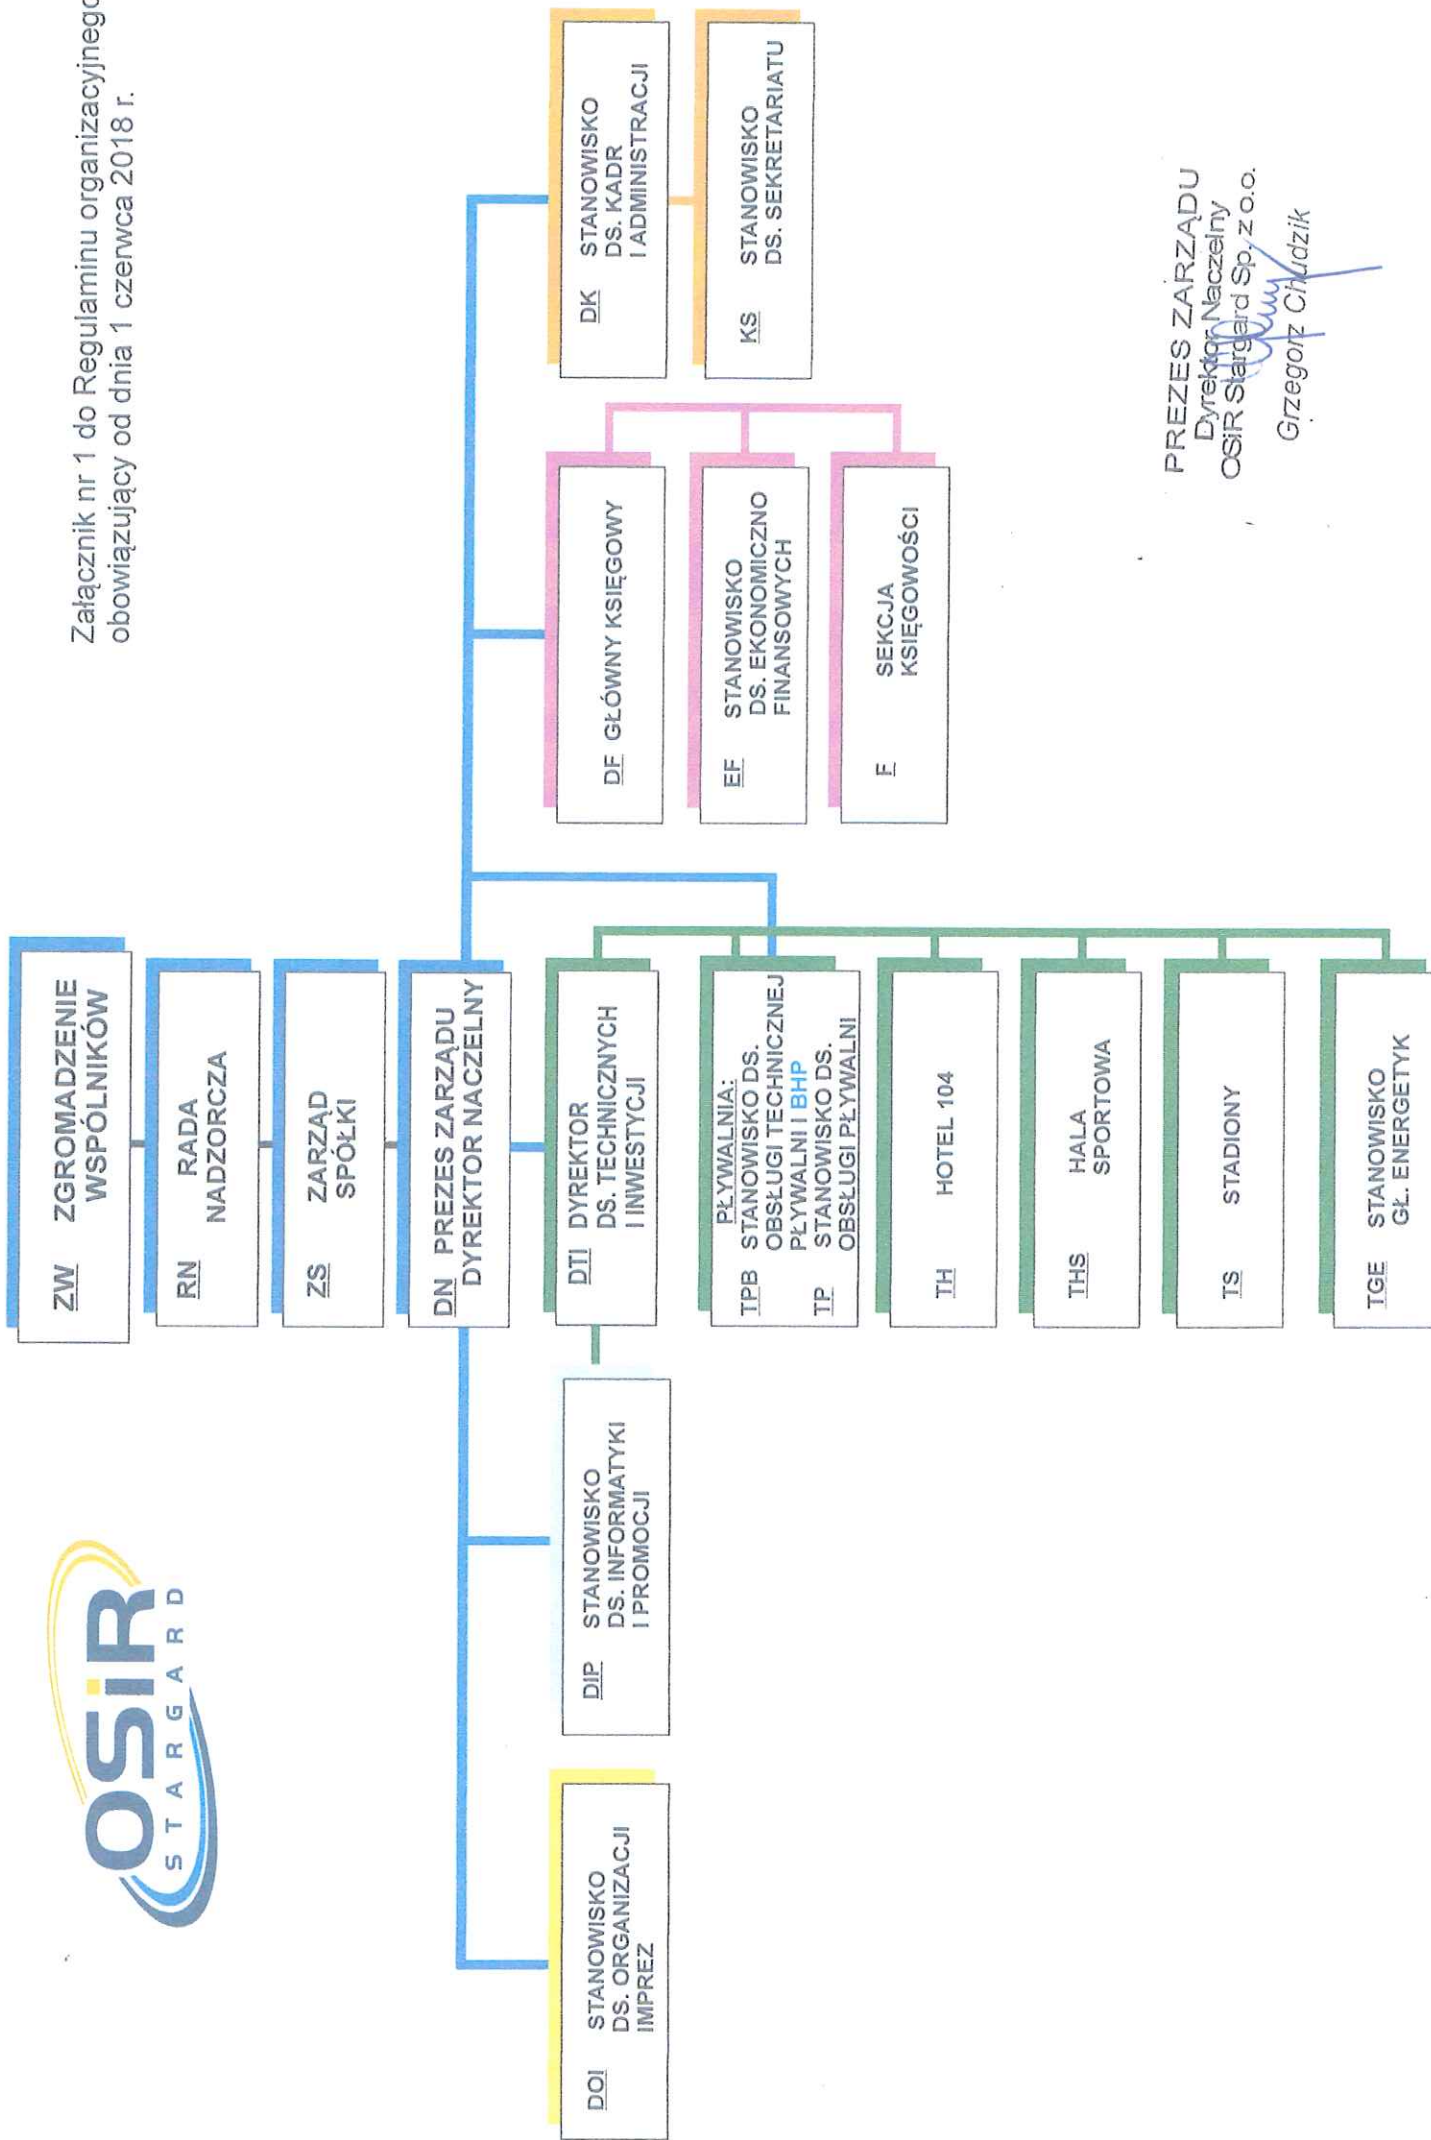 Załącznik nr 1 do Regulaminu organizacyjnego
obowiązujący od dnia 1 czerwca 2018 r.
OSiR
STARGARD
ZW ZGROMADZENIE
WSPÓLNIKÓW
RN RADA
NADZORCZA
ZS ZARZĄD
SPÓŁKI
DN PREZES ZARZĄDU
DYREKTOR NACZELNY
DOI STANOWISKO
DS. ORGANIZACJI
IMPREZ
DIP STANOWISKO
DS. INFORMATYKI
I PROMOCJI
DTI DYREKTOR
DS. TECHNICZNYCH
I INWESTYCJI
PŁYWALNIA:
TPB STANOWISKO DS.
OBSŁUGI TECHNICZNEJ
PŁYWALNI I BHP
TP STANOWISKO DS.
OBSŁUGI PŁYWALNI
TH HOTEL 104
THS HALA
SPORTOWA
TS STADIONY
TGE STANOWISKO
GŁ. ENERGETYK
DF GŁÓWNY KSIĘGOWY
EF STANOWISKO
DS. EKONOMICZNO
FINANSOWYCH
F SEKCJA
KSIĘGOWOŚCI
DK STANOWISKO
DS. KADR
I ADMINISTRACJI
KS STANOWISKO
DS. SEKRETARIATU
PREZES ZARZĄDU
Dyrektor Naczelny
OSiR Stargard Sp. z o.o.
Grzegorz Chudzik